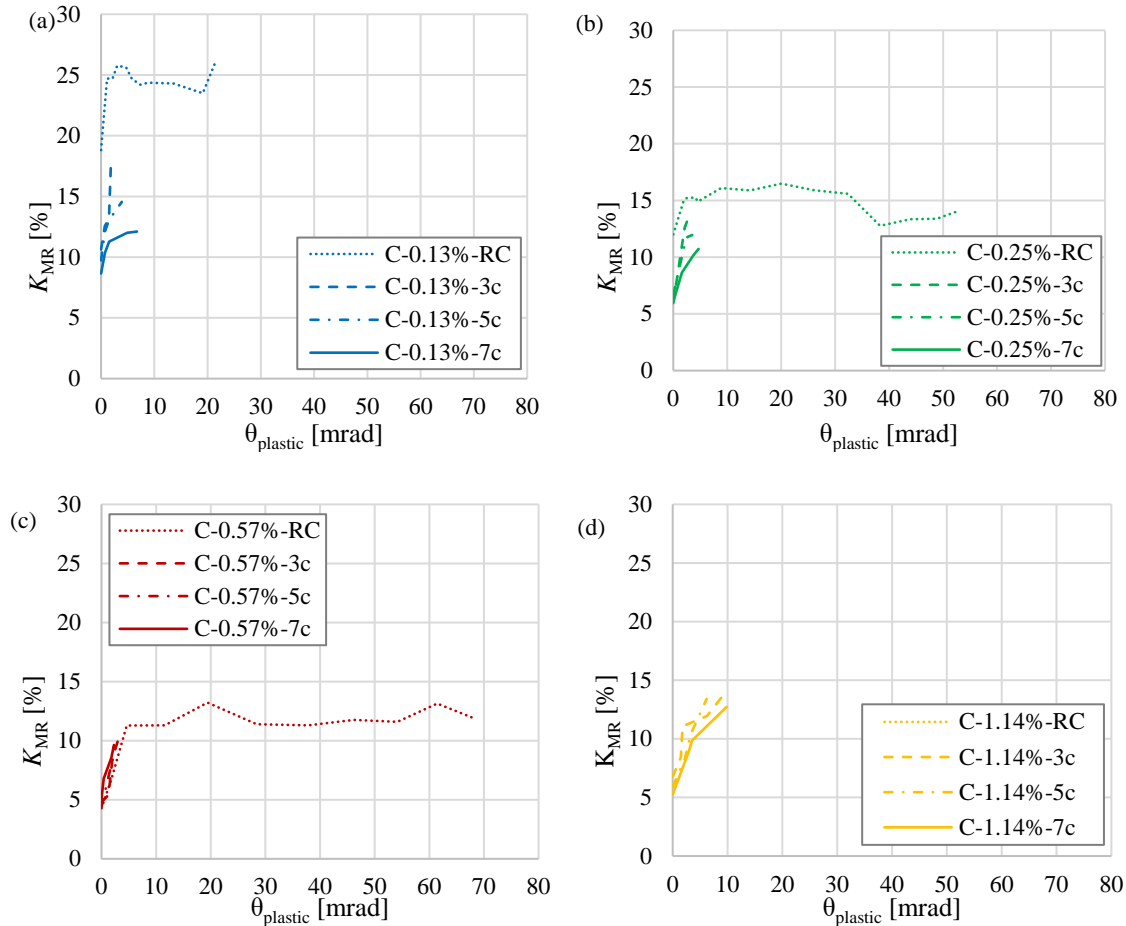 (a)
30
25
20
15
10
5
0
K_MR [%]
C-0.13%-RC
C-0.13%-3c
C-0.13%-5c
C-0.13%-7c
0 10 20 30 40 50 60 70 80
θ_plastic [mrad]
(b)
30
25
20
15
10
5
0
K_MR [%]
C-0.25%-RC
C-0.25%-3c
C-0.25%-5c
C-0.25%-7c
0 10 20 30 40 50 60 70 80
θ_plastic [mrad]
(c)
30
25
20
15
10
5
0
K_MR [%]
C-0.57%-RC
C-0.57%-3c
C-0.57%-5c
C-0.57%-7c
0 10 20 30 40 50 60 70 80
θ_plastic [mrad]
(d)
30
25
20
15
10
5
0
K_MR [%]
C-1.14%-RC
C-1.14%-3c
C-1.14%-5c
C-1.14%-7c
0 10 20 30 40 50 60 70 80
θ_plastic [mrad]